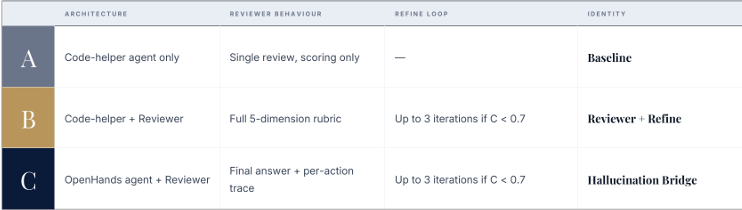 ARCHITECTURE REVIEWER BEHAVIOUR REFINE LOOP IDENTITY
A Code-helper agent only Single review, scoring only — Baseline
B Code-helper + Reviewer Full 5-dimension rubric Up to 3 iterations if C < 0.7 Reviewer + Refine
C OpenHands agent + Reviewer Final answer + per-action Up to 3 iterations if C < 0.7 Hallucination Bridge
trace